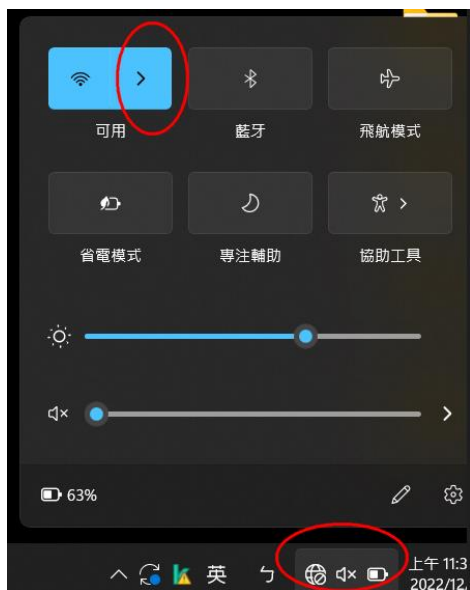 可用
藍牙
飛航模式
省電模式
專注輔助
協助工具
63%
英 ㄅ
上午 11:3
2022/12.